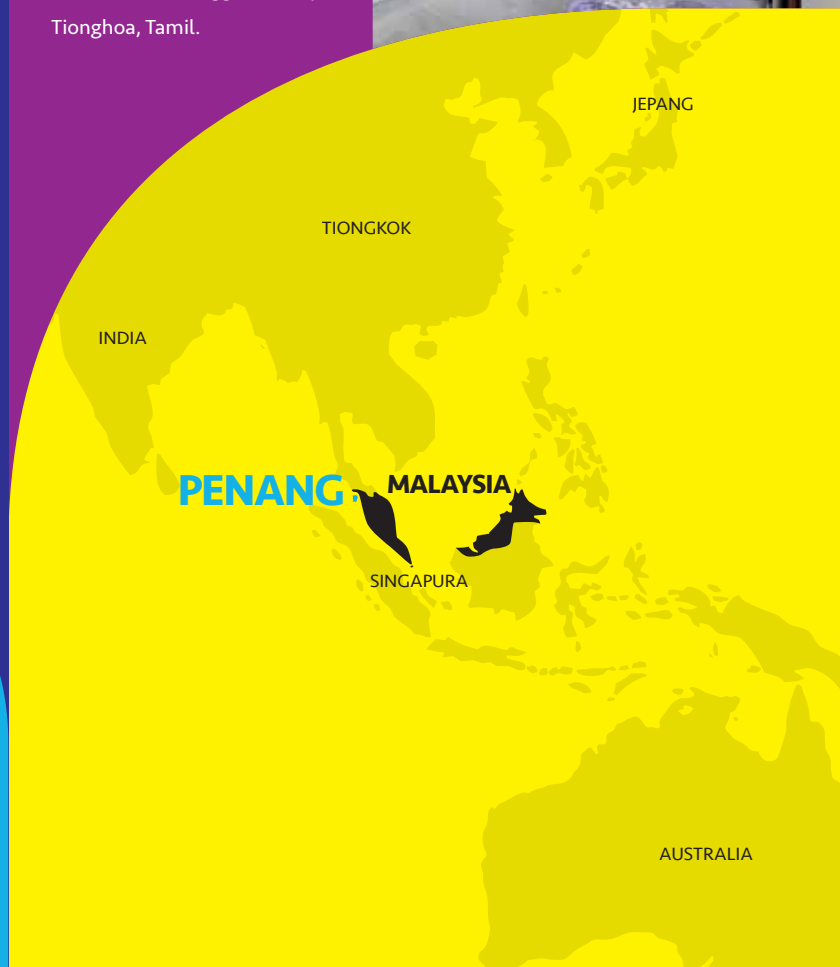 Tionghoa, Tamil.
JEPANG
TIONGKOK
INDIA
PENANG
MALAYSIA
SINGAPURA
AUSTRALIA